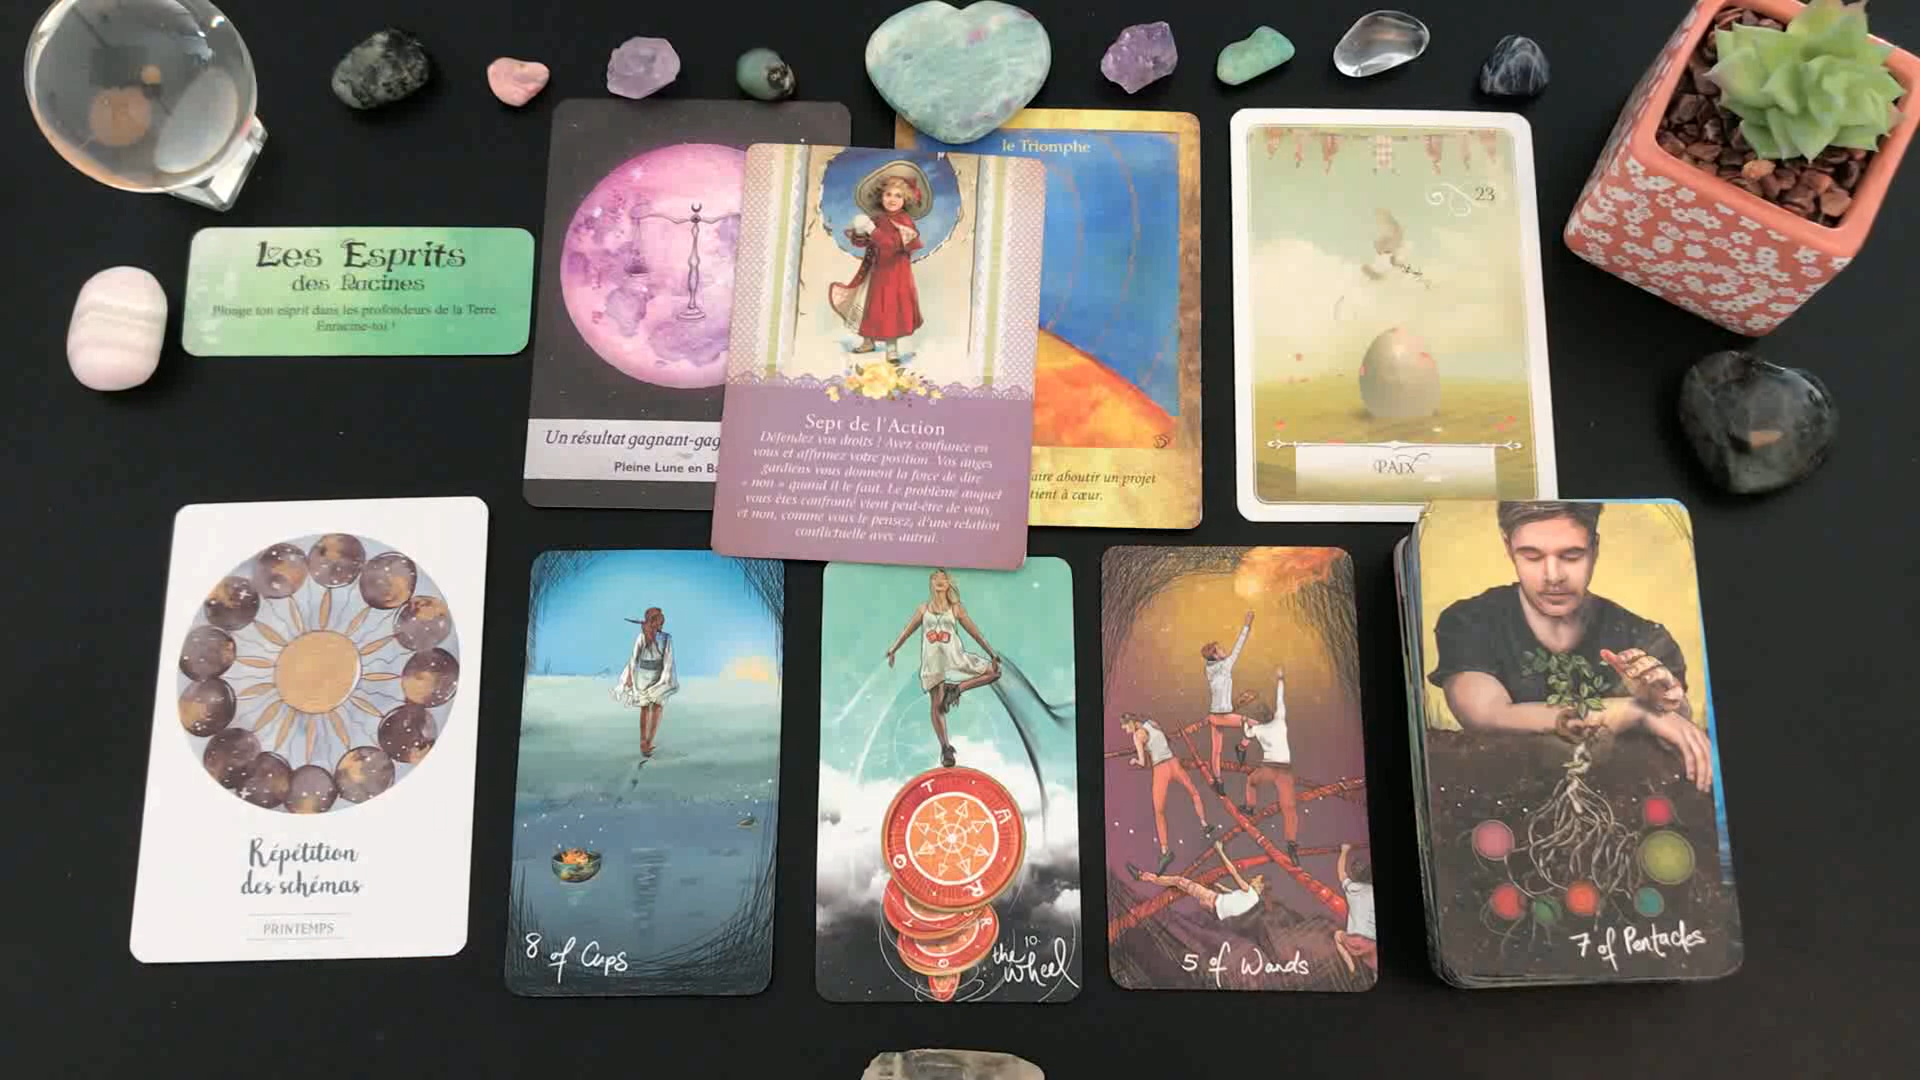 Les Esprits
des Racines
Plonge ton esprit dans les profondeurs de la Terre.
Enracine-toi !
Un résultat gagnant-gag
Pleine Lune en Ba
Sept de l'Action
Défendez vos droits ! Ayez confiance en
vous et affirmez votre position. Vos anges
gardiens vous donnent la force de dire
« non » quand il le faut. Le problème auquel
vous êtes confronté vient peut-être de vous,
et non, comme vous le pensez, d'une relation
conflictuelle avec autrui.
le Triomphe
aire aboutir un projet
tient à cœur.
23
PAIX
Répétition
des schémas
PRINTEMPS
8 of Cups
T A R O
10.
the Wheel
5 of Wands
7 of Pentacles